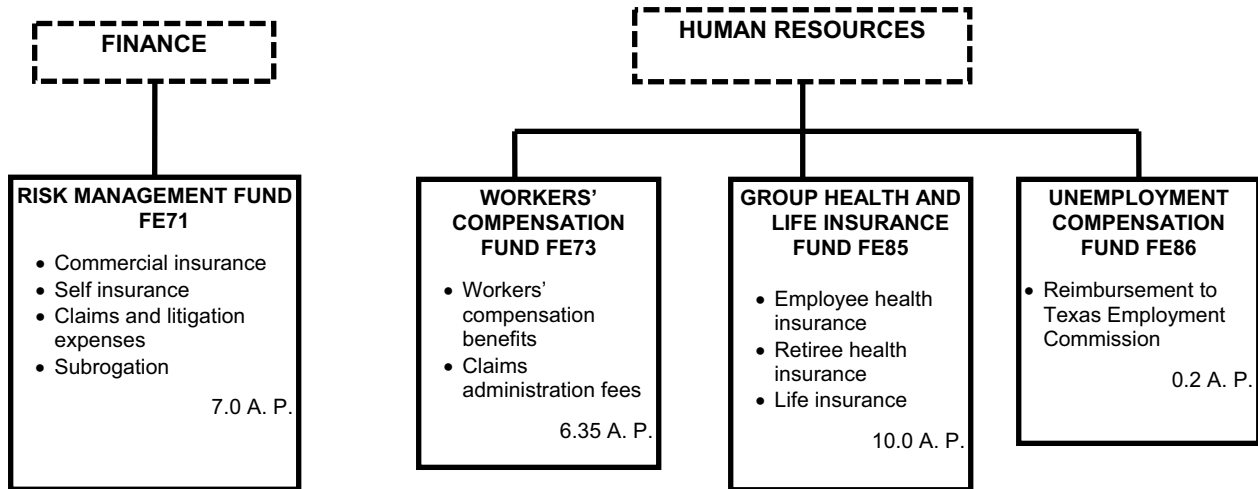 FINANCE
HUMAN RESOURCES
RISK MANAGEMENT FUND
FE71
• Commercial insurance
• Self insurance
• Claims and litigation
expenses
• Subrogation
7.0 A. P.
WORKERS’
COMPENSATION
FUND FE73
• Workers’
compensation
benefits
• Claims
administration fees
6.35 A. P.
GROUP HEALTH AND
LIFE INSURANCE
FUND FE85
• Employee health
insurance
• Retiree health
insurance
• Life insurance
10.0 A. P.
UNEMPLOYMENT
COMPENSATION
FUND FE86
• Reimbursement to
Texas Employment
Commission
0.2 A. P.